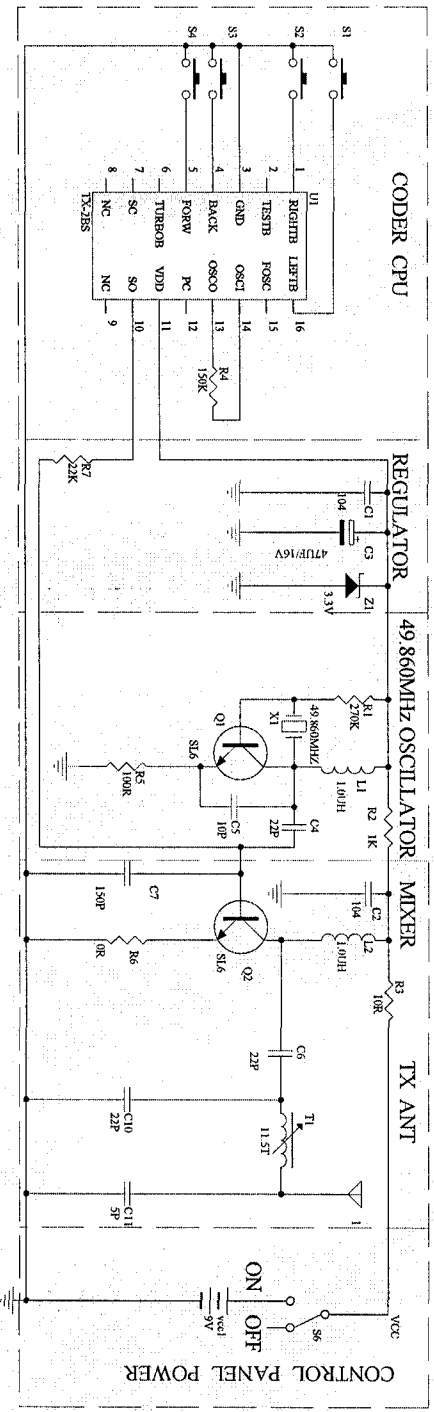 CODER CPU
REGULATOR
49.860MHz OSCILLATOR
MIXER
TX ANT
CONTROL PANEL POWER
S1
S2
S3
S4
U1
1 RIGHTB LEFTB 16
2 TESTB FOSC 15
3 GND OSCI 14
4 BACK OSCO 13
5 FORW PC 12
6 TURBOB VDD 11
7 SC SO 10
8 NC NC 9
TX-2BS
R4
150K
R7
22K
C1
104
C3
+
47UF/16V
Z1
3.3V
R1
270K
X1
49.860MHZ
L1
1.0UH
Q1
SL6
R5
100R
C5
10P
C4
22P
R2
1K
C2
104
L2
1.0UH
Q2
SL6
C7
150P
R6
0R
R3
10R
C6
22P
T1
11.5T
C10
22P
C11
5P
1
VCC
S6
ON
OFF
vcc1
9V